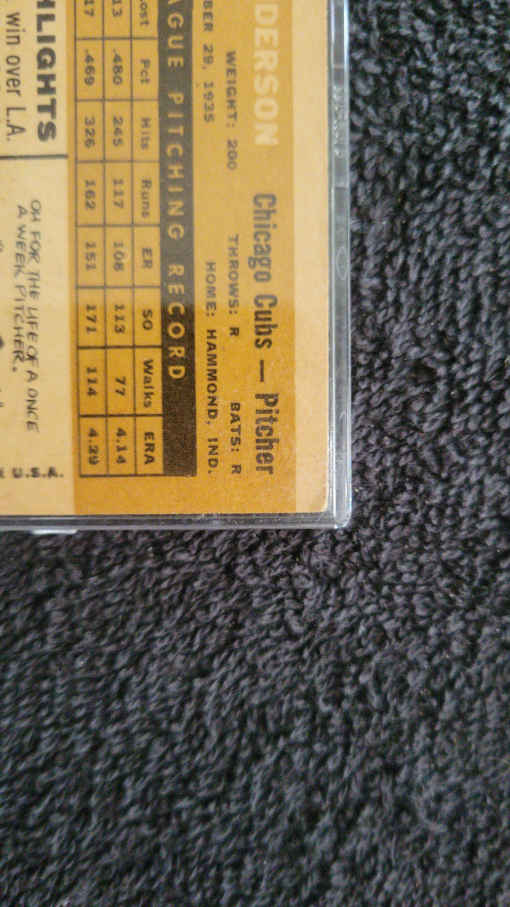 DERSON
Chicago Cubs — Pitcher
WEIGHT: 200 THROWS: R BATS: R
BER 29, 1935 HOME: HAMMOND, IND.
AGUE PITCHING RECORD
ost Pct Hits Runs ER SO Walks ERA
13 .480 245 117 108 113 77 4.14
17 .469 326 162 151 171 114 4.29
HLIGHTS
win over L.A.
OH FOR THE LIFE OF A ONCE
A WEEK PITCHER.
U.S.A.